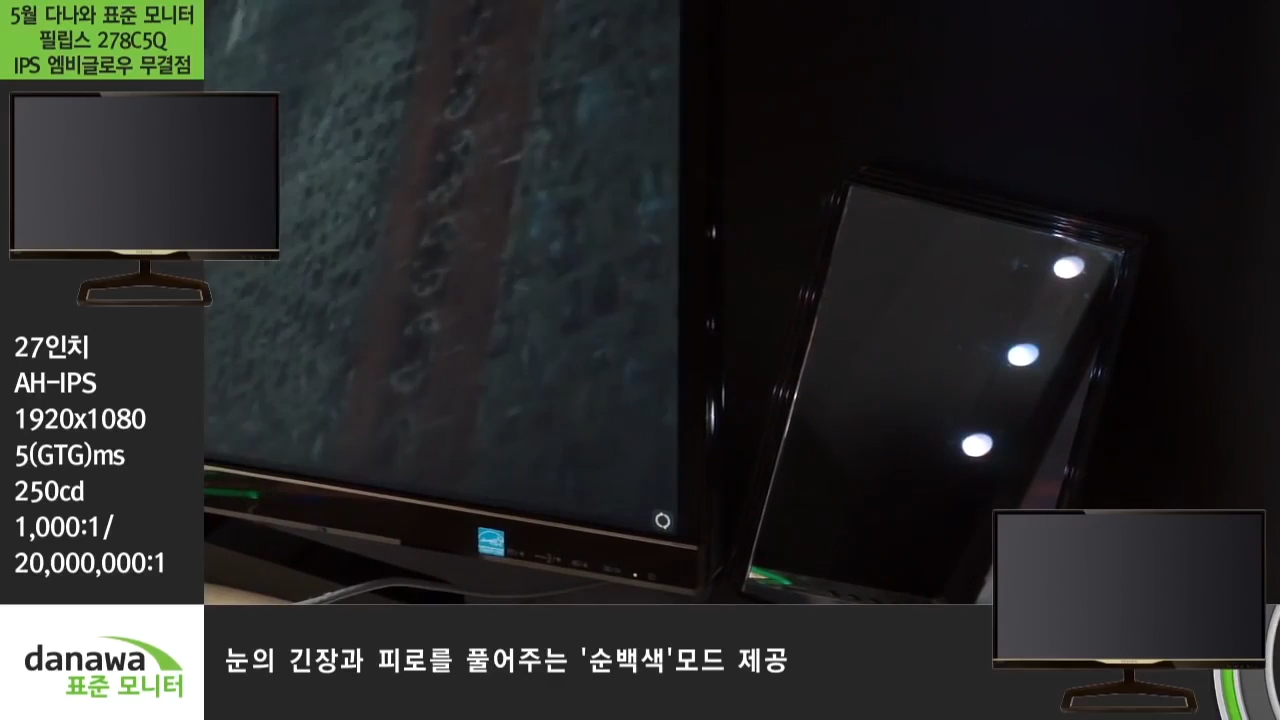 5월 다나와 표준 모니터
필립스 278C5Q
IPS 엠비글로우 무결점
27인치
AH-IPS
1920x1080
5(GTG)ms
250cd
1,000:1/
20,000,000:1
danawa
표준 모니터
눈의 긴장과 피로를 풀어주는 '순백색'모드 제공